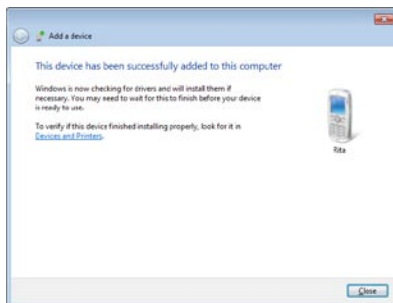 Add a device
This device has been successfully added to this computer
Windows is now checking for drivers and will install them if
necessary. You may need to wait for this to finish before your device
is ready to use.
To verify if this device finished installing properly, look for it in
Devices and Printers.
Rita
Close